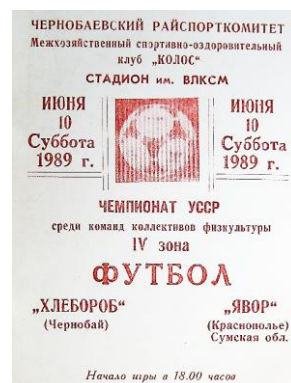 ЧЕРНОБАЕВСКИЙ РАЙСПОРТКОМИТЕТ
Межхозяйственный спортивно-оздоровительный
клуб „КОЛОС"
СТАДИОН им. ВЛКСМ
ИЮНЯ
10
Суббота
1989 г.
ИЮНЯ
10
Суббота
1989 г.
ЧЕМПИОНАТ УССР
среди команд коллективов физкультуры
IV зона
ФУТБОЛ
„ХЛЕБОРОБ"
(Чернобай)
„ЯВОР"
(Краснополье)
Сумская обл.
Начало игры в 18.00 часов